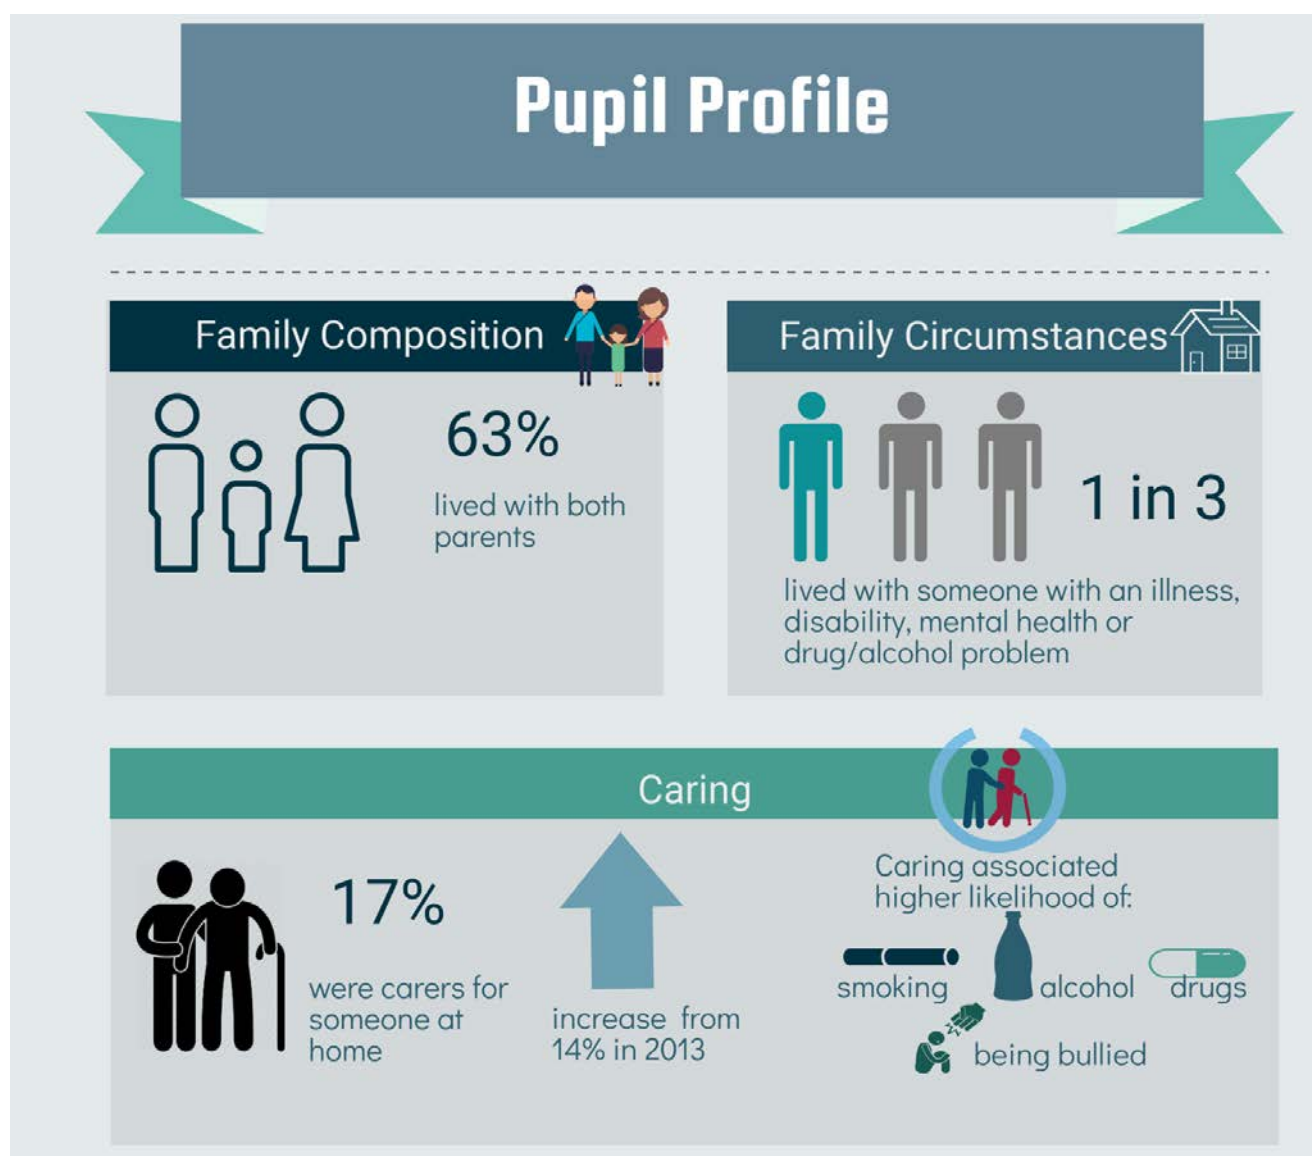 Pupil Profile
Family Composition
63%
lived with both
parents
Family Circumstances
1 in 3
lived with someone with an illness,
disability, mental health or
drug/alcohol problem
Caring
17%
were carers for
someone at
home
increase from
14% in 2013
Caring associated
higher likelihood of:
smoking
alcohol
drugs
being bullied